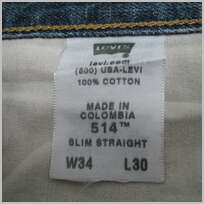 LEVI'S
levi.com
(800) USA-LEVI
100% COTTON
MADE IN
COLOMBIA
514™
SLIM STRAIGHT
W34 L30